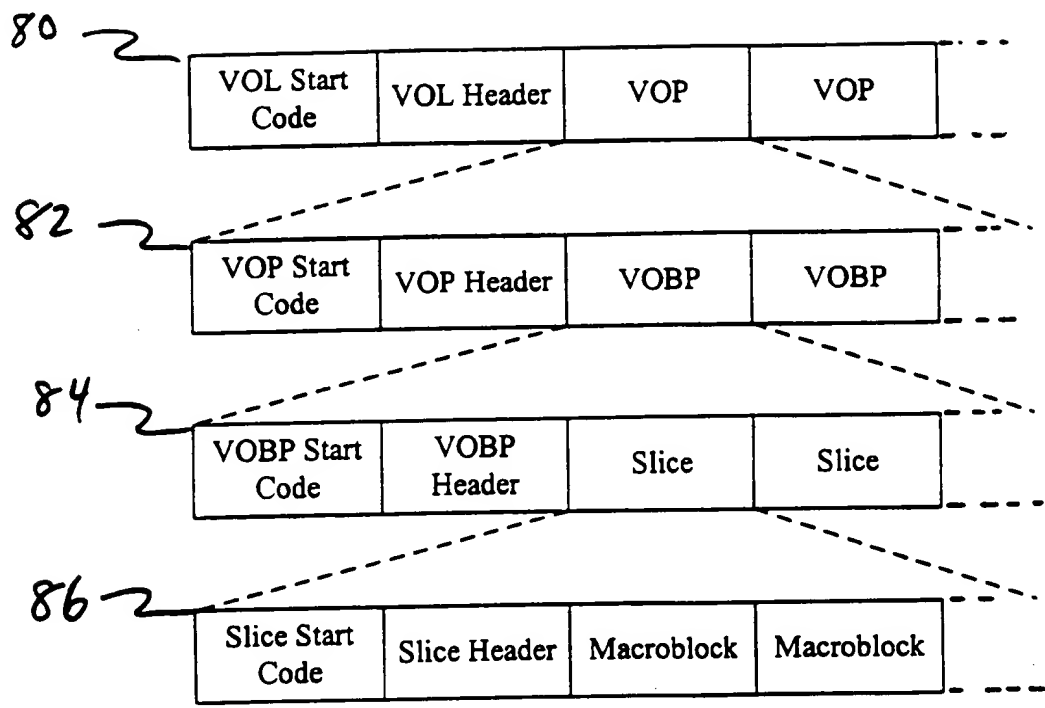 80
VOL Start Code
VOL Header
VOP
VOP
82
VOP Start Code
VOP Header
VOBP
VOBP
84
VOBP Start Code
VOBP Header
Slice
Slice
86
Slice Start Code
Slice Header
Macroblock
Macroblock